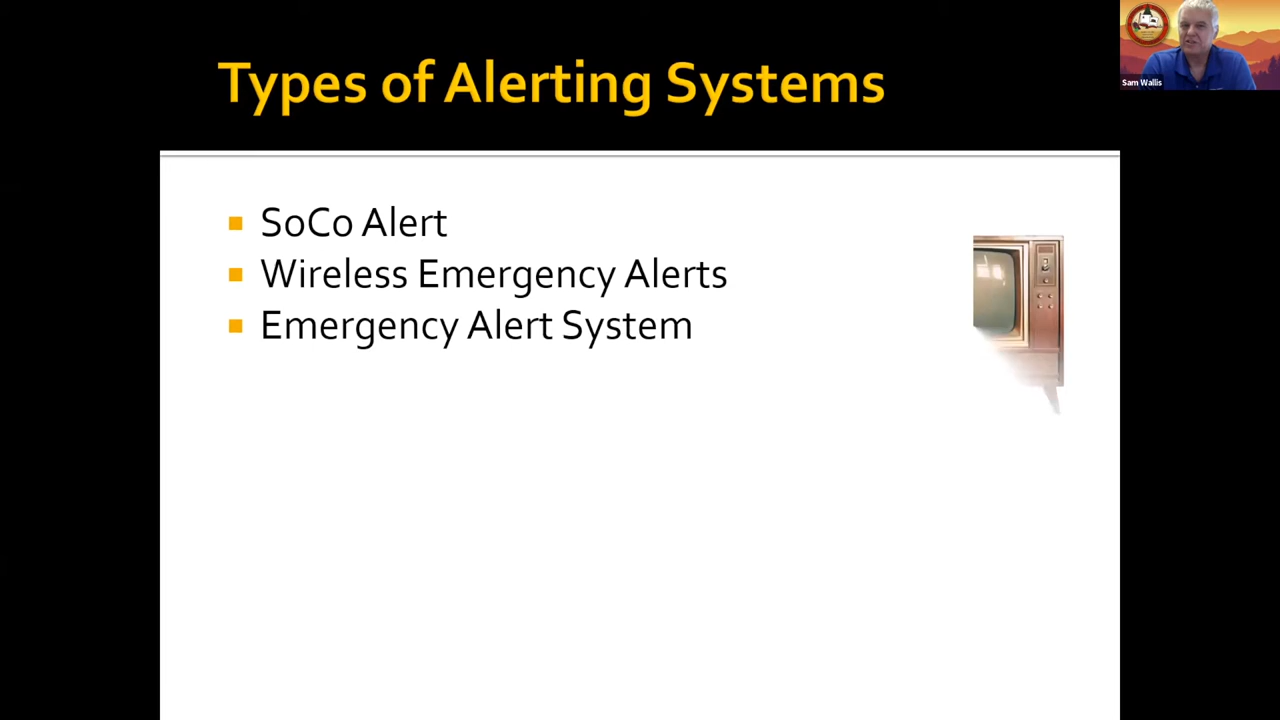 Types of Alerting Systems
SoCo Alert
Wireless Emergency Alerts
Emergency Alert System
Sam Wallis